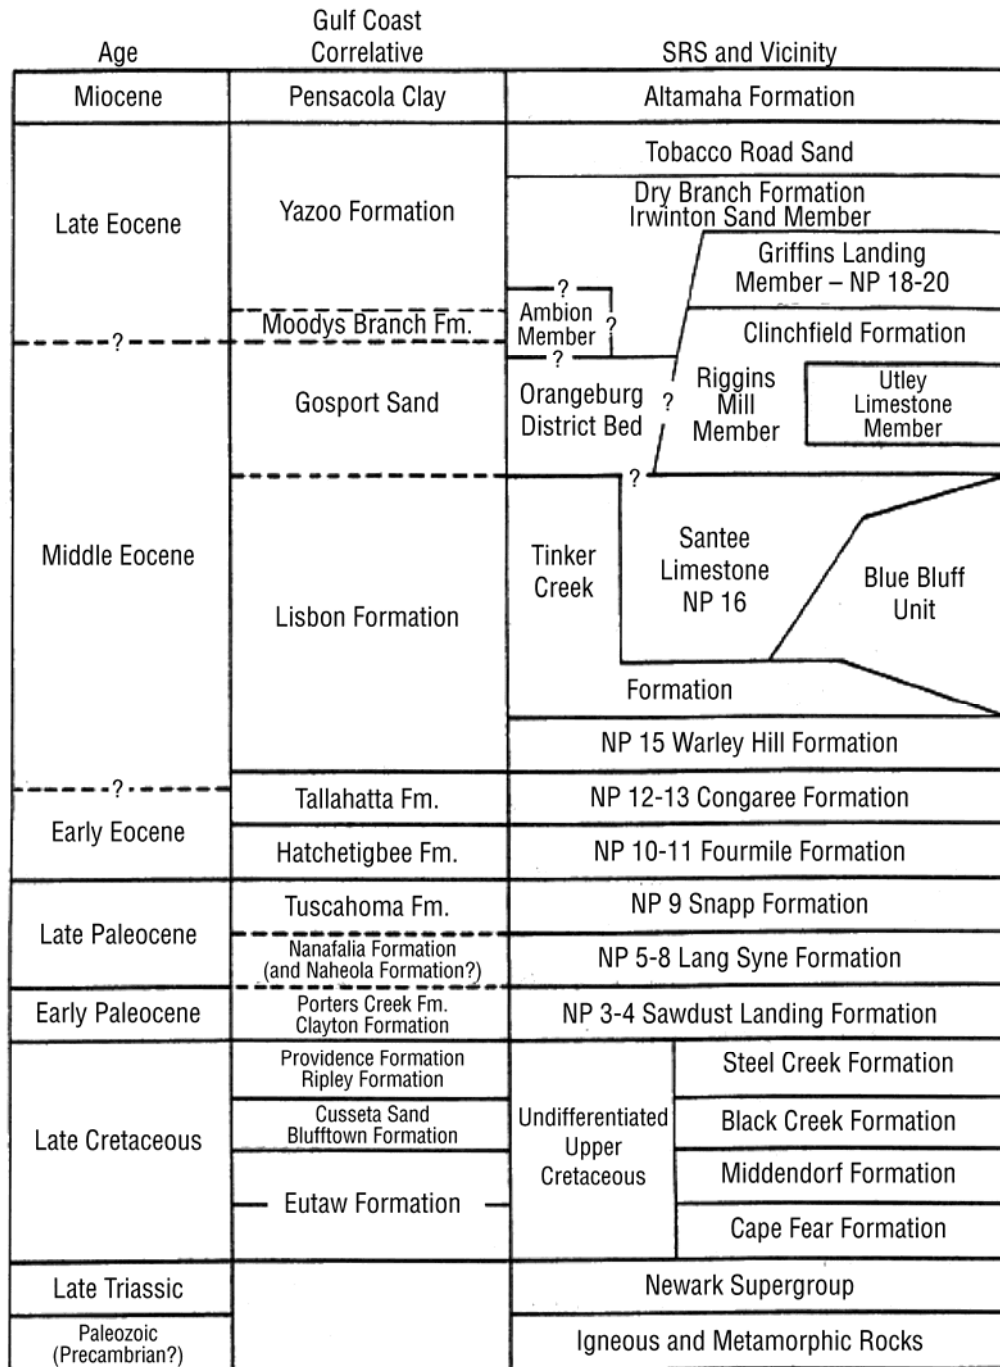 Age
Gulf Coast
Correlative
SRS and Vicinity
Miocene
Pensacola Clay
Altamaha Formation
Late Eocene
Yazoo Formation
Tobacco Road Sand
Dry Branch Formation
Irwinton Sand Member
Griffins Landing
Member – NP 18-20
?
Ambion
Member
?
Moodys Branch Fm.
Clinchfield Formation
?
?
Gosport Sand
Orangeburg
District Bed
?
Riggins
Mill
Member
Utley
Limestone
Member
?
Middle Eocene
Lisbon Formation
Tinker
Creek
Santee
Limestone
NP 16
Blue Bluff
Unit
Formation
NP 15 Warley Hill Formation
?
Early Eocene
Tallahatta Fm.
NP 12-13 Congaree Formation
Hatchetigbee Fm.
NP 10-11 Fourmile Formation
Late Paleocene
Tuscahoma Fm.
NP 9 Snapp Formation
Nanafalia Formation
(and Naheola Formation?)
NP 5-8 Lang Syne Formation
Early Paleocene
Porters Creek Fm.
Clayton Formation
NP 3-4 Sawdust Landing Formation
Late Cretaceous
Providence Formation
Ripley Formation
Cusseta Sand
Blufftown Formation
Eutaw Formation
Undifferentiated
Upper
Cretaceous
Steel Creek Formation
Black Creek Formation
Middendorf Formation
Cape Fear Formation
Late Triassic
Newark Supergroup
Paleozoic
(Precambrian?)
Igneous and Metamorphic Rocks